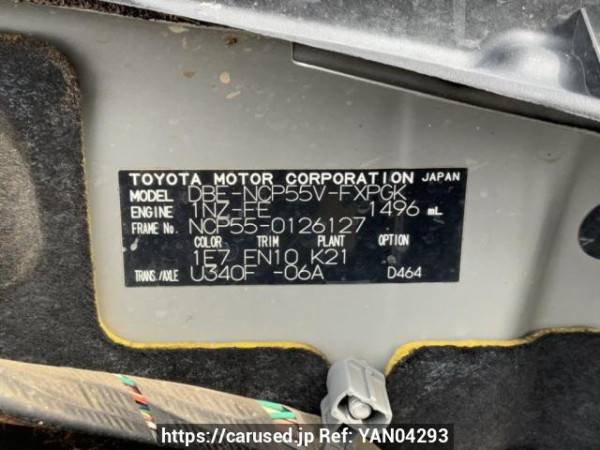 TOYOTA MOTOR CORPORATION JAPAN
MODEL DBE-NCP55V-FXPGK
ENGINE 1NZ-FE 1496 mL
FRAME No. NCP55-0126127
COLOR TRIM PLANT OPTION
1E7 FN10 K21
TRANS./AXLE U340F -06A D464
https://carused.jp Ref: YAN04293